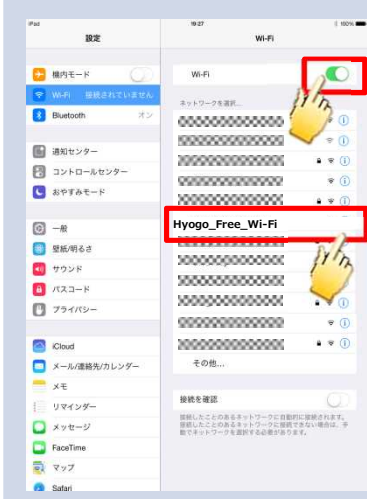 iPad
19:27
100%
設定
Wi-Fi
機内モード
Wi-Fi 接続されていません
Bluetooth オン
通知センター
コントロールセンター
おやすみモード
一般
壁紙/明るさ
サウンド
パスコード
プライバシー
iCloud
メール/連絡先/カレンダー
メモ
リマインダー
メッセージ
FaceTime
マップ
Safari
Wi-Fi
ネットワークを選択...
Hyogo_Free_Wi-Fi
その他...
接続を確認
接続したことのあるネットワークに自動的に接続されます。
接続したことのあるネットワークに接続できない場合は、手
動でネットワークを選択する必要があります。